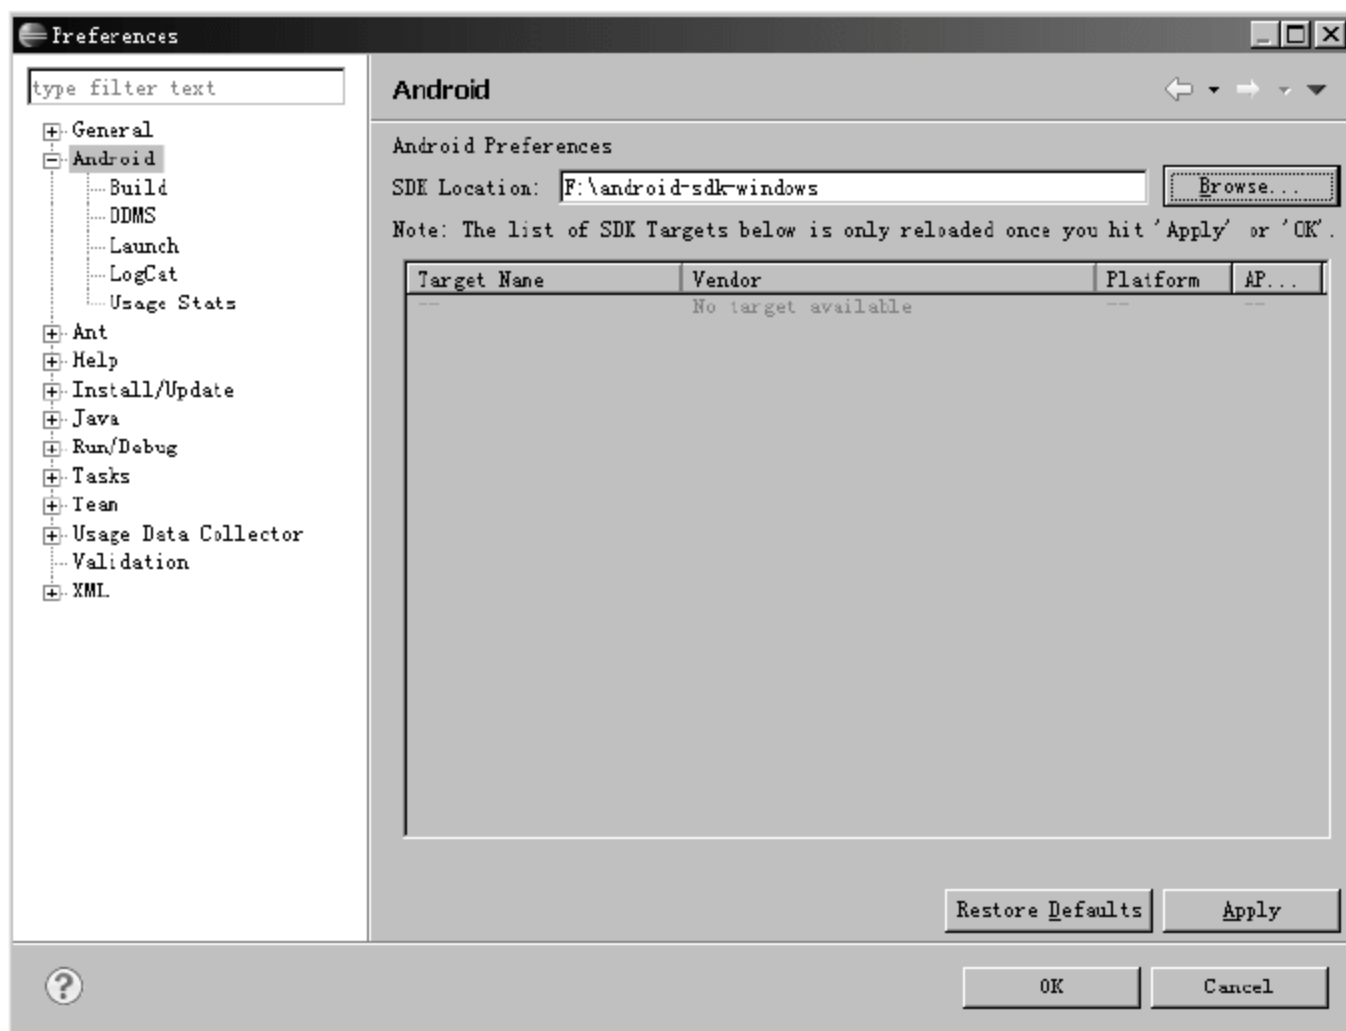 Preferences
type filter text
General
Android
Build
DDMS
Launch
LogCat
Usage Stats
Ant
Help
Install/Update
Java
Run/Debug
Tasks
Team
Usage Data Collector
Validation
XML
Android
Android Preferences
SDK Location: F:\android-sdk-windows Browse...
Note: The list of SDK Targets below is only reloaded once you hit 'Apply' or 'OK'.
Target Name Vendor Platform AP...
-- No target available -- --
Restore Defaults Apply
? OK Cancel